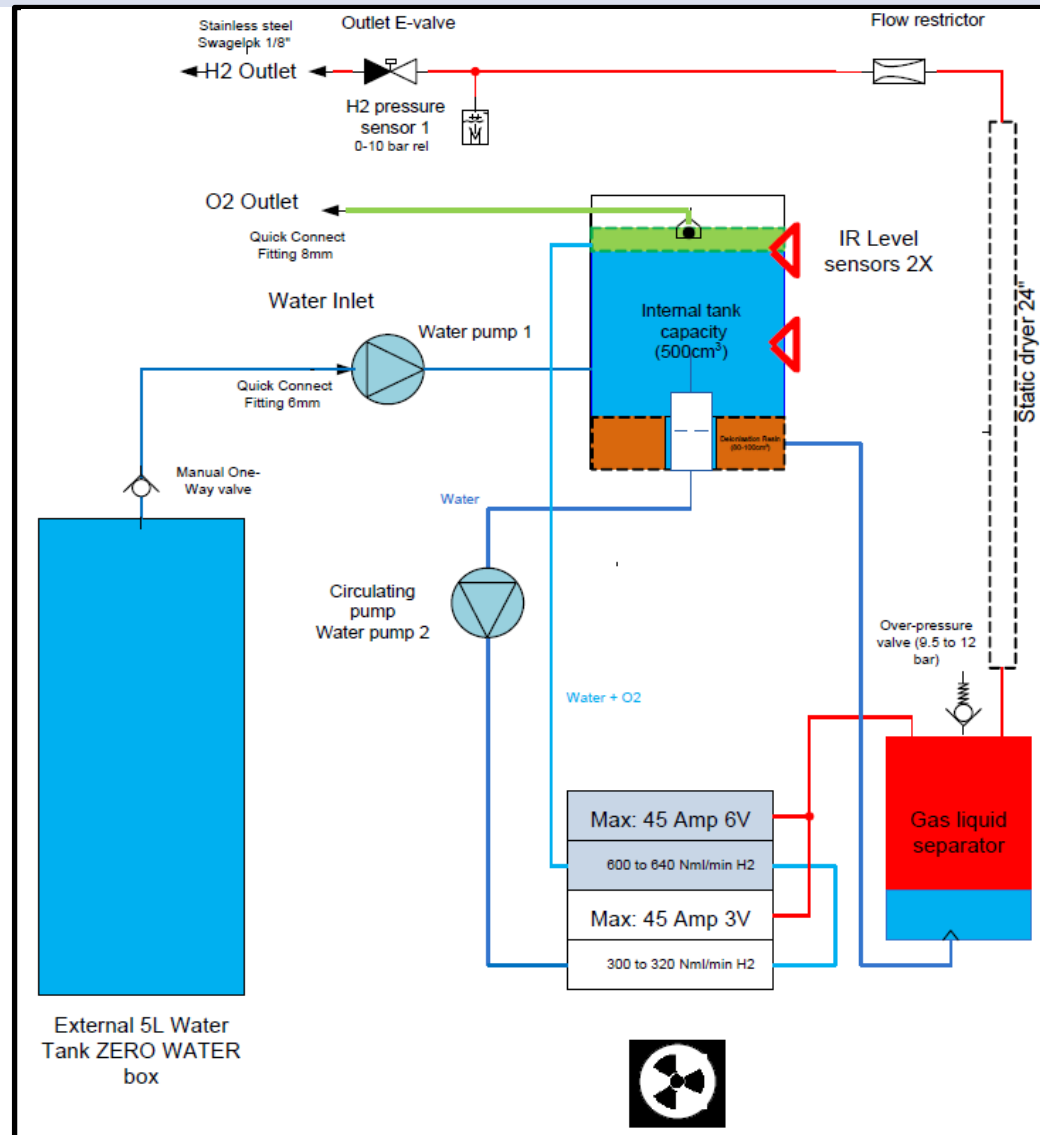 Stainless steel
Swagelpk 1/8"
Outlet E-valve
Flow restrictor
H2 Outlet
H2 pressure
sensor 1
0-10 bar rel
O2 Outlet
Quick Connect
Fitting 8mm
IR Level
sensors 2X
Water Inlet
Water pump 1
Internal tank
capacity
(500cm³)
Static dryer 24"
Quick Connect
Fitting 6mm
Deionisation Resin
(80-100cm³)
Manual One-
Way valve
Water
Circulating
pump
Water pump 2
Over-pressure
valve (9.5 to 12
bar)
Water + O2
Max: 45 Amp 6V
600 to 640 Nml/min H2
Max: 45 Amp 3V
300 to 320 Nml/min H2
Gas liquid
separator
External 5L Water
Tank ZERO WATER
box